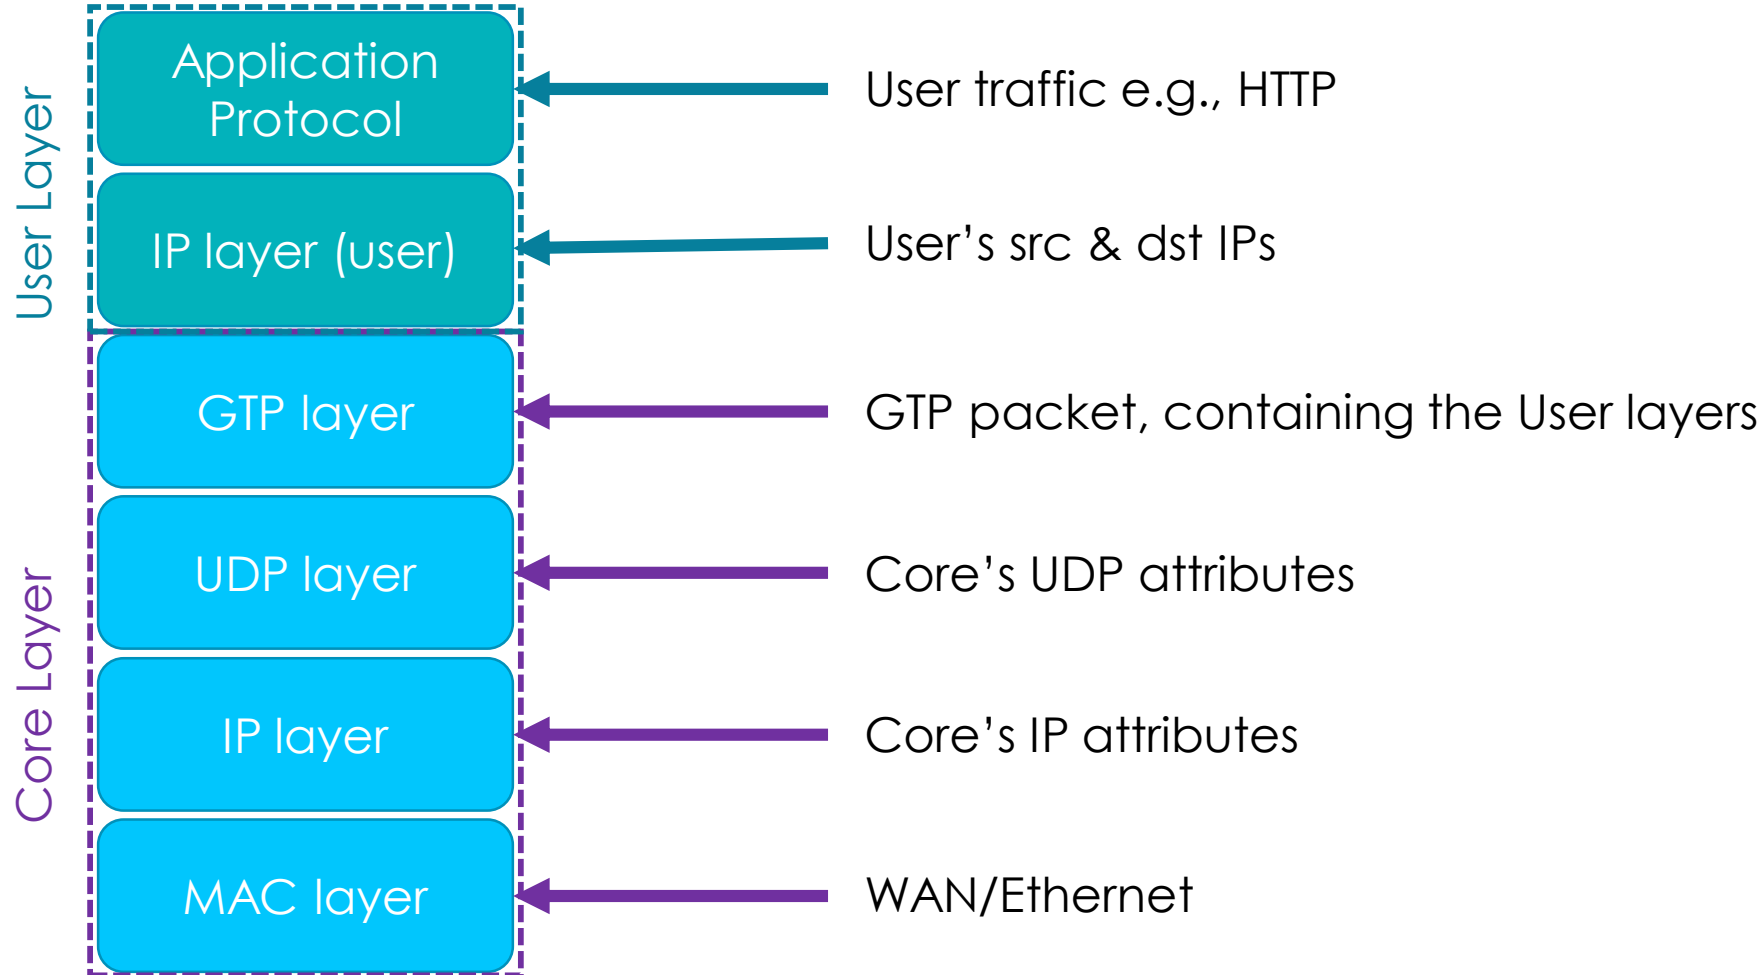 User Layer
Application
Protocol
User traffic e.g., HTTP
IP layer (user)
User’s src & dst IPs
Core Layer
GTP layer
GTP packet, containing the User layers
UDP layer
Core’s UDP attributes
IP layer
Core’s IP attributes
MAC layer
WAN/Ethernet